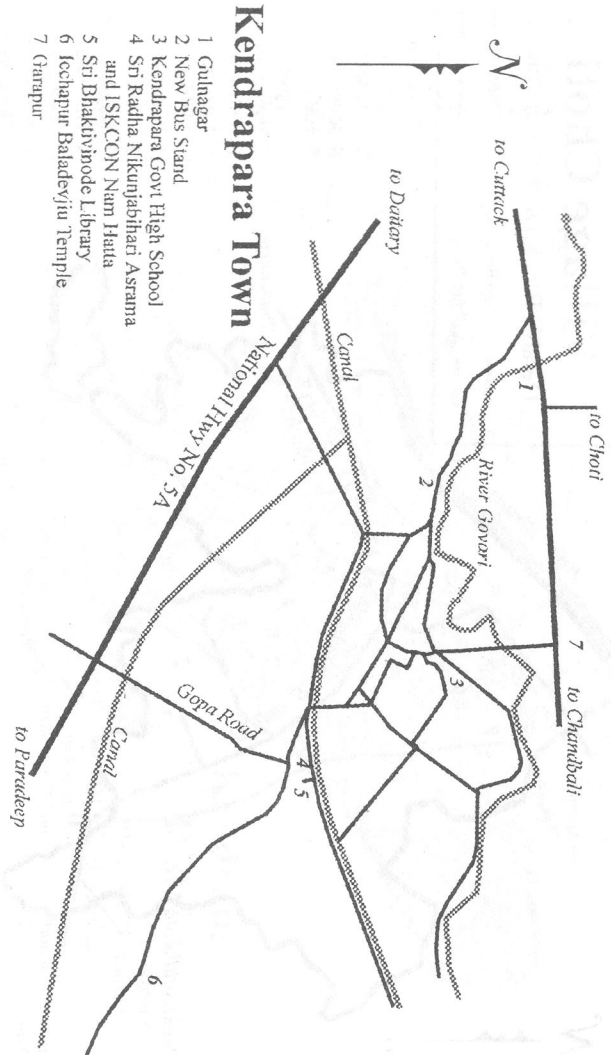 Kendrapara Town
1 Gulnagar
2 New Bus Stand
3 Kendrapara Govt High School
4 Sri Radha Nikunjabihari Asrama
and ISKCON Nam Hatta
5 Sri Bhaktivinode Library
6 Icchapur Baladevjiu Temple
7 Garapur
N
to Cuttack
to Daitary
to Choti
River Govari
Canal
National Hwy No. 5A
1
2
3
7
to Chandbali
Gopa Road
4
5
Canal
to Paradeep
6